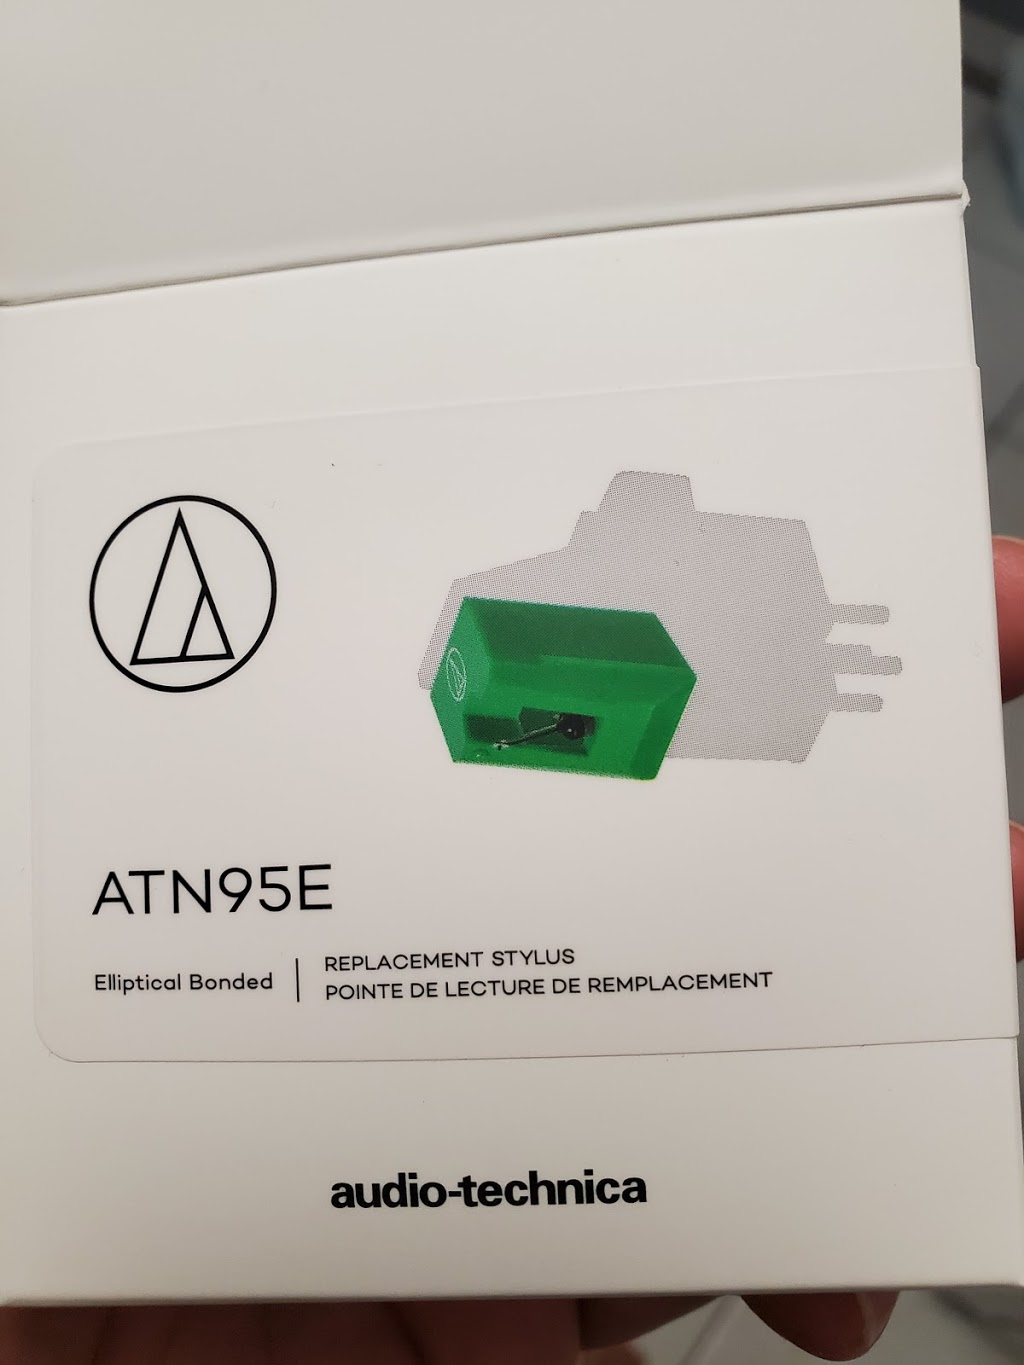 ATN95E
Elliptical Bonded
REPLACEMENT STYLUS
POINTE DE LECTURE DE REMPLACEMENT
audio-technica